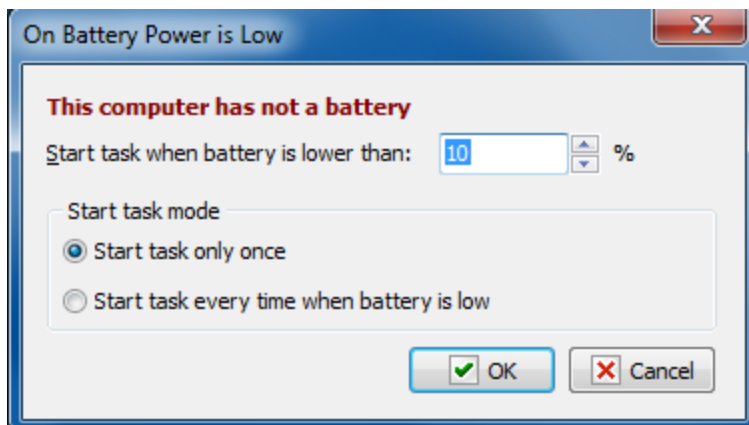 On Battery Power is Low
This computer has not a battery
Start task when battery is lower than: 10 %
Start task mode
Start task only once
Start task every time when battery is low
OK Cancel